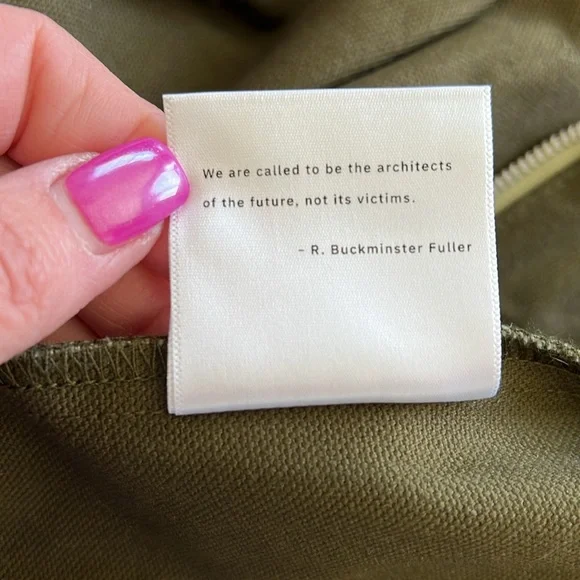 We are called to be the architects
of the future, not its victims.
- R. Buckminster Fuller